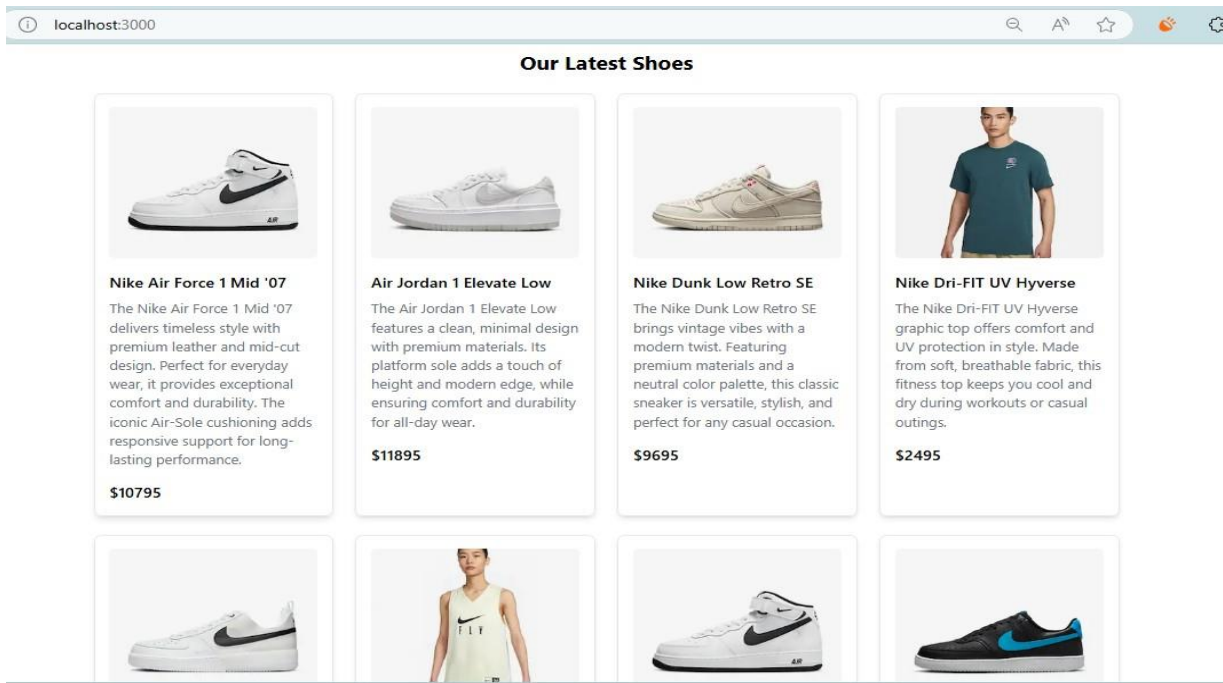 localhost:3000
Our Latest Shoes
Nike Air Force 1 Mid '07
The Nike Air Force 1 Mid '07
delivers timeless style with
premium leather and mid-cut
design. Perfect for everyday
wear, it provides exceptional
comfort and durability. The
iconic Air-Sole cushioning adds
responsive support for long-
lasting performance.
$10795
Air Jordan 1 Elevate Low
The Air Jordan 1 Elevate Low
features a clean, minimal design
with premium materials. Its
platform sole adds a touch of
height and modern edge, while
ensuring comfort and durability
for all-day wear.
$11895
Nike Dunk Low Retro SE
The Nike Dunk Low Retro SE
brings vintage vibes with a
modern twist. Featuring
premium materials and a
neutral color palette, this classic
sneaker is versatile, stylish, and
perfect for any casual occasion.
$9695
Nike Dri-FIT UV Hyverse
The Nike Dri-FIT UV Hyverse
graphic top offers comfort and
UV protection in style. Made
from soft, breathable fabric, this
fitness top keeps you cool and
dry during workouts or casual
outings.
$2495
AIR
FLY
AIR